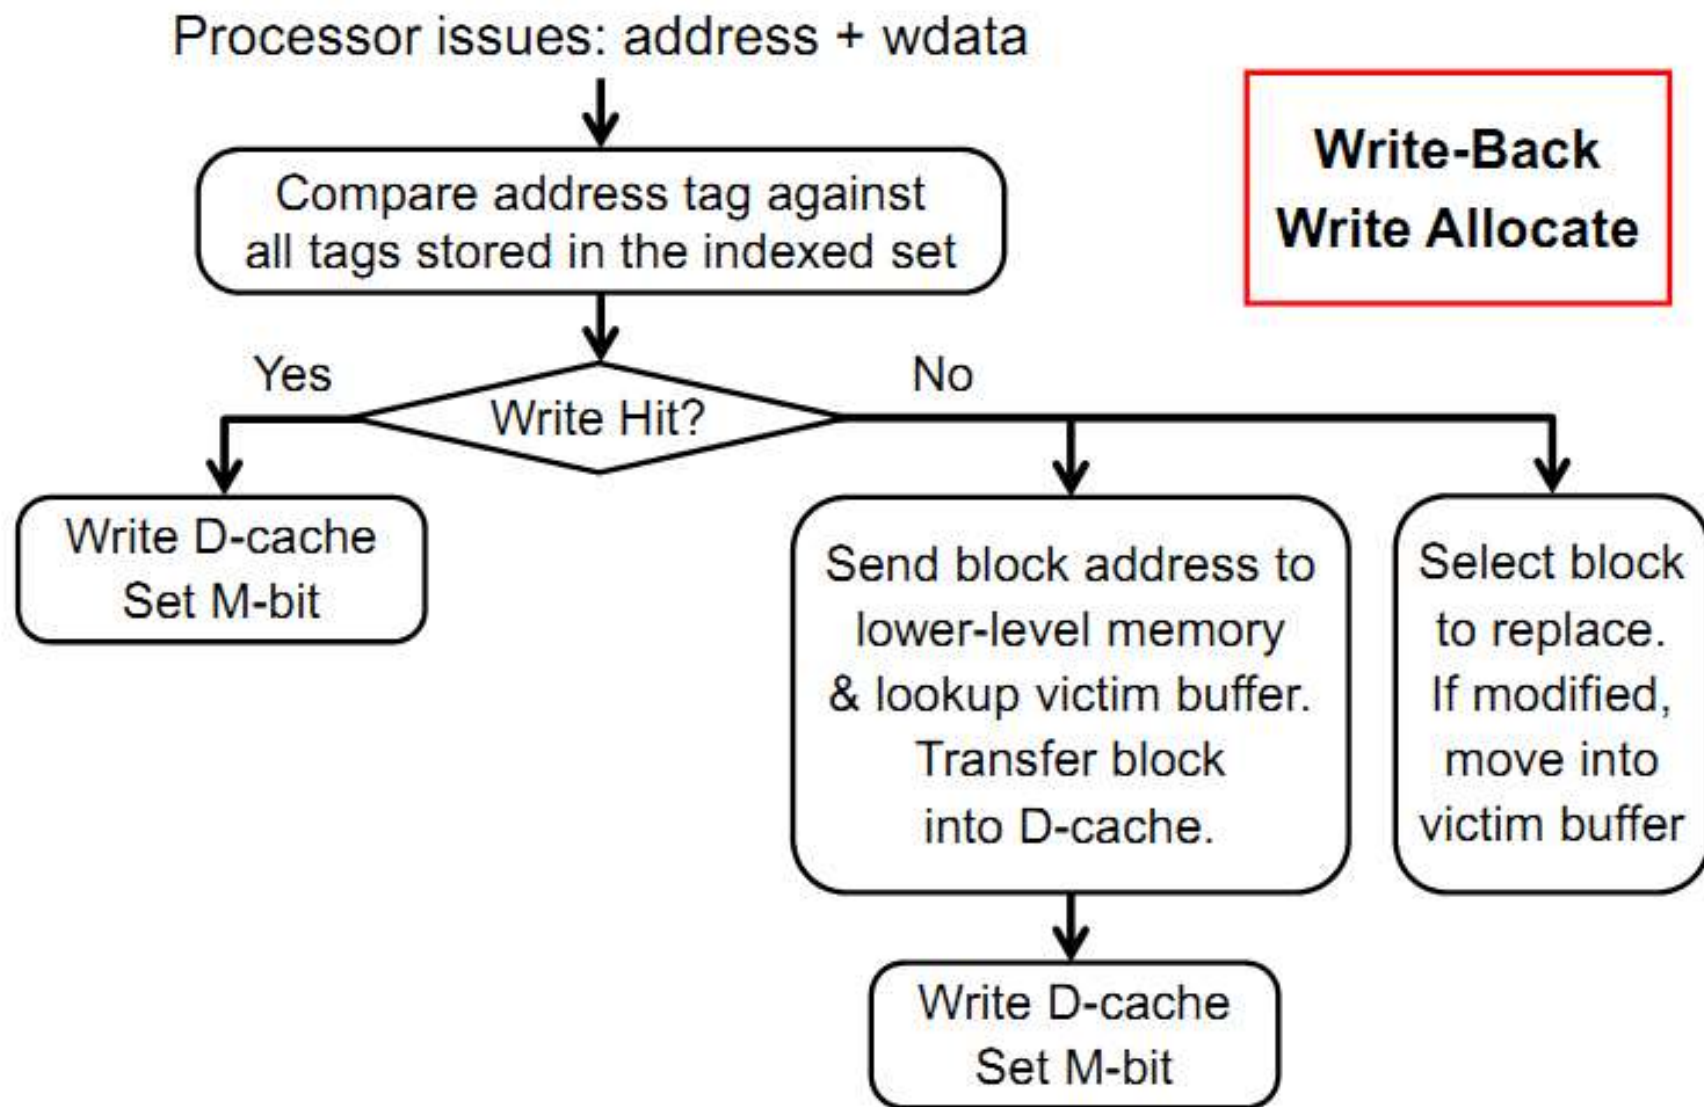 Processor issues: address + wdata
Write-Back
Write Allocate
Compare address tag against
all tags stored in the indexed set
Yes
No
Write Hit?
Write D-cache
Set M-bit
Send block address to
lower-level memory
& lookup victim buffer.
Transfer block
into D-cache.
Select block
to replace.
If modified,
move into
victim buffer
Write D-cache
Set M-bit